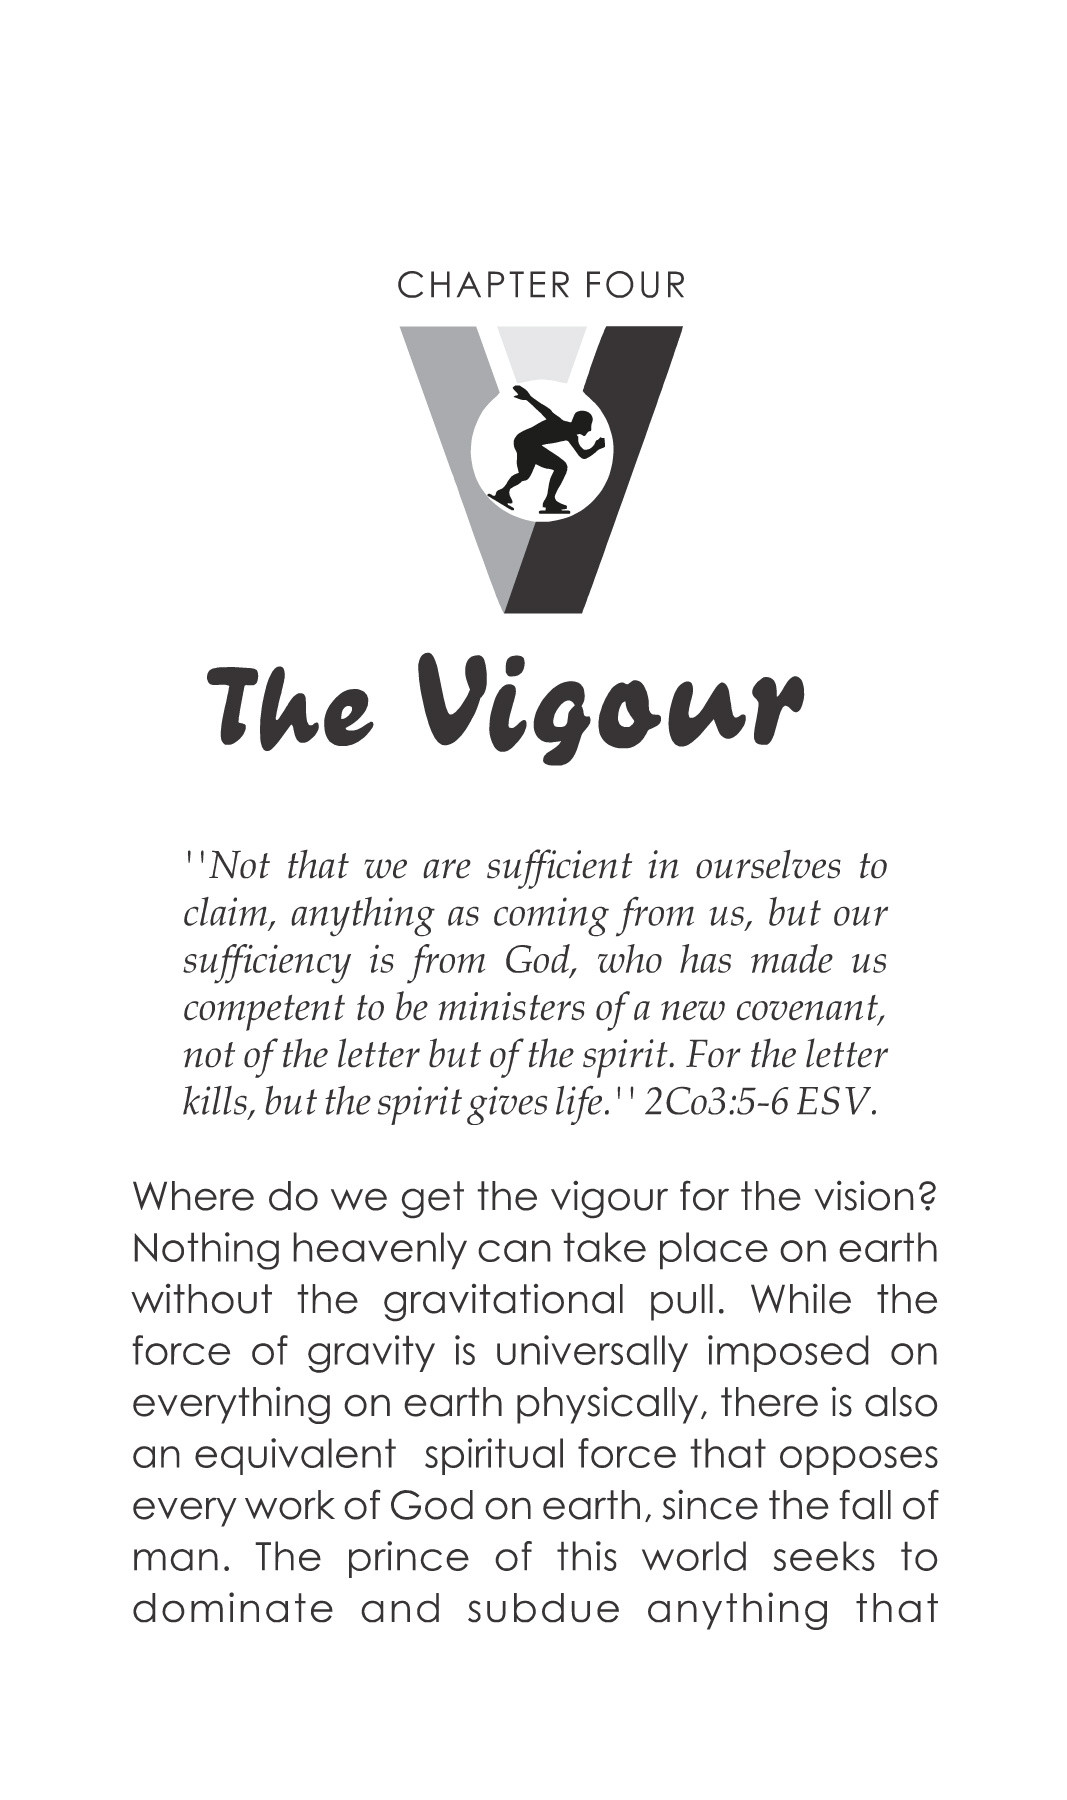 CHAPTER FOUR
The Vigour
''Not that we are sufficient in ourselves to
claim, anything as coming from us, but our
sufficiency is from God, who has made us
competent to be ministers of a new covenant,
not of the letter but of the spirit. For the letter
kills, but the spirit gives life.'' 2Co3:5-6 ESV.
Where do we get the vigour for the vision?
Nothing heavenly can take place on earth
without the gravitational pull. While the
force of gravity is universally imposed on
everything on earth physically, there is also
an equivalent spiritual force that opposes
every work of God on earth, since the fall of
man. The prince of this world seeks to
dominate and subdue anything that